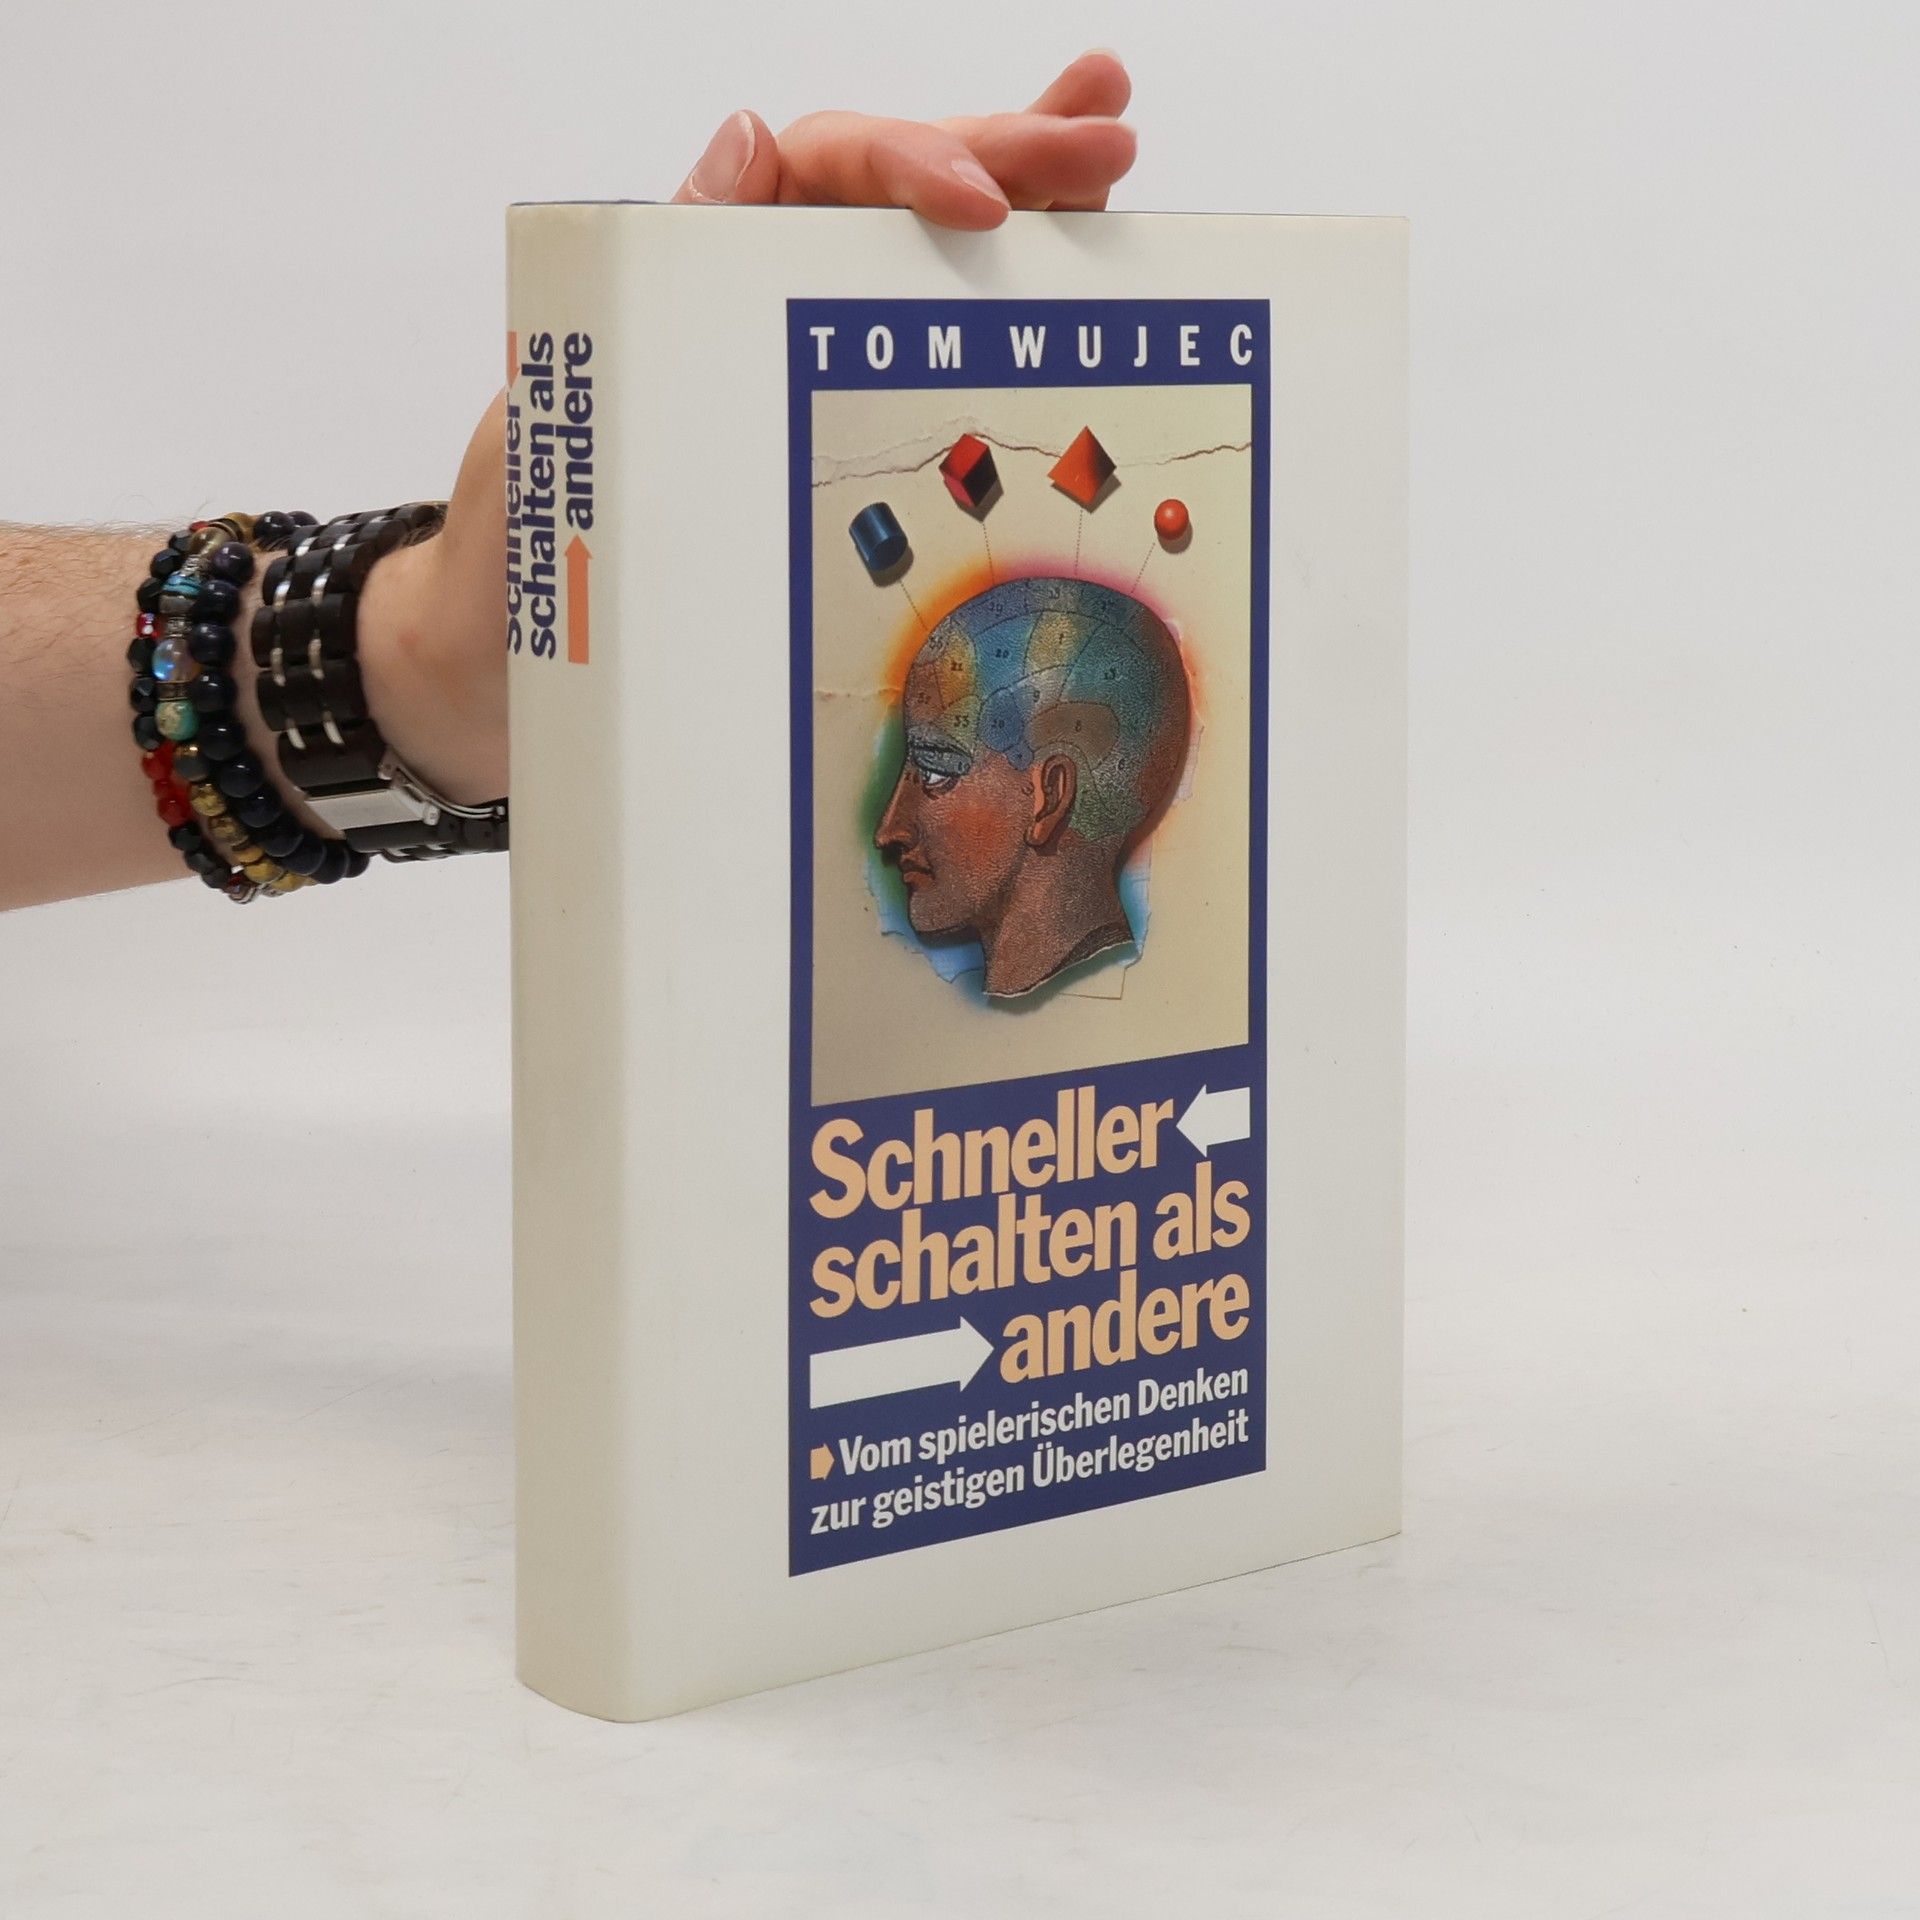 Schneller
schalten als
andere
TOM WUJEC
Schneller
schalten als
andere
Vom spielerischen Denken
zur geistigen Überlegenheit